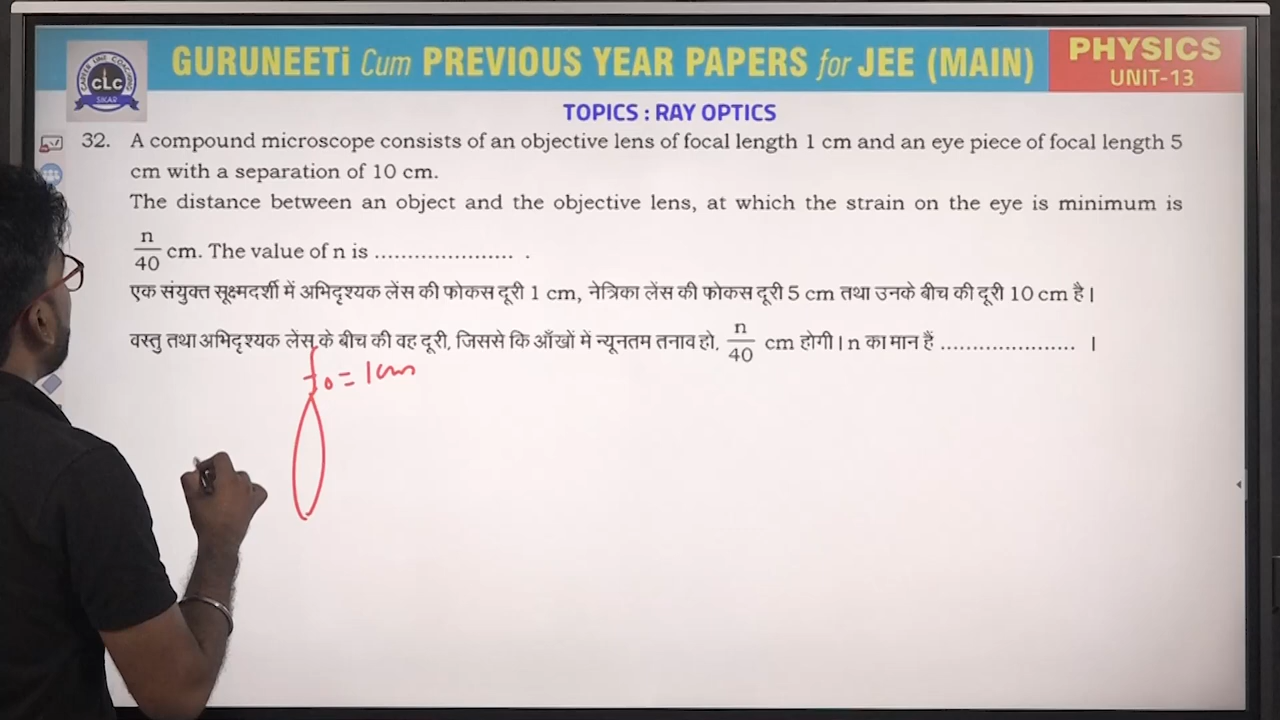 GURUNEETi Cum PREVIOUS YEAR PAPERS for JEE (MAIN)
PHYSICS
UNIT-13
CLC
SIKAR
TOPICS : RAY OPTICS
32. A compound microscope consists of an objective lens of focal length 1 cm and an eye piece of focal length 5
cm with a separation of 10 cm.
The distance between an object and the objective lens, at which the strain on the eye is minimum is
n/40 cm. The value of n is ..................... .
एक संयुक्त सूक्ष्मदर्शी में अभिदृश्यक लेंस की फोकस दूरी 1 cm, नेत्रिका लेंस की फोकस दूरी 5 cm तथा उनके बीच की दूरी 10 cm है।
वस्तु तथा अभिदृश्यक लेंस के बीच की वह दूरी, जिससे कि आँखों में न्यूनतम तनाव हो, n/40 cm होगी। n का मान हैं .................... ।
fo = 1cm